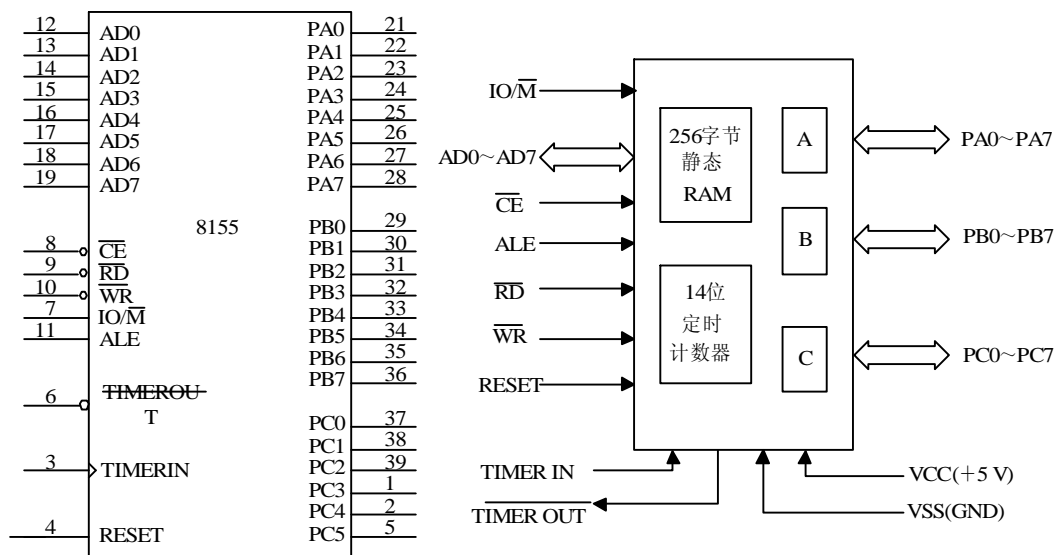 12 AD0 PA0 21
13 AD1 PA1 22
14 AD2 PA2 23
15 AD3 PA3 24
16 AD4 PA4 25
17 AD5 PA5 26
18 AD6 PA6 27
19 AD7 PA7 28
8155
PB0 29
8 CE PB1 30
9 RD PB2 31
10 WR PB3 32
7 IO/M PB4 33
11 ALE PB5 34
PB6 35
PB7 36
6 TIMEROU
T
PC0 37
PC1 38
3 TIMERIN PC2 39
PC3 1
PC4 2
4 RESET PC5 5
IO/M
AD0～AD7
CE
ALE
RD
WR
RESET
256字节
静态
RAM
14位
定时
计数器
A
B
C
PA0～PA7
PB0～PB7
PC0～PC7
TIMER IN
TIMER OUT
VCC(＋5 V)
VSS(GND)